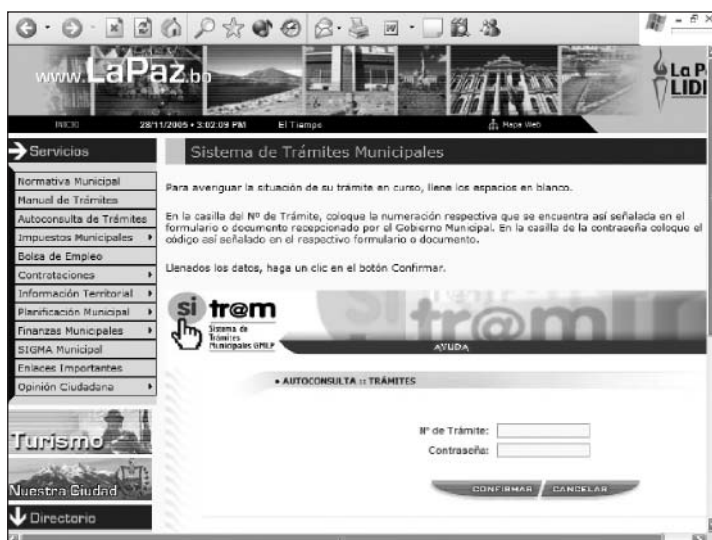 www.LaPaz.bo
La P
LIDE
INICIO
28/11/2005 • 3:02:09 PM
El Tiempo
Mapa Web
Servicios
Normativa Municipal
Manual de Trámites
Autoconsulta de Trámites
Impuestos Municipales
Bolsa de Empleo
Contrataciones
Información Territorial
Planificación Municipal
Finanzas Municipales
SIGMA Municipal
Enlaces Importantes
Opinión Ciudadana
Turismo
Nuestra Ciudad
Directorio
Sistema de Trámites Municipales
Para averiguar la situación de su trámite en curso, llene los espacios en blanco.
En la casilla del Nº de Trámite, coloque la numeración respectiva que se encuentra así señalada en el
formulario o documento recepcionado por el Gobierno Municipal. En la casilla de la contraseña coloque el
código así señalado en el respectivo formulario o documento.
Llenados los datos, haga un clic en el botón Confirmar.
si tr@m
Sistema de
Trámites
Municipales GMLP
si tr@m
AYUDA
• AUTOCONSULTA :: TRÁMITES
Nº de Trámite:
Contraseña:
CONFIRMAR / CANCELAR